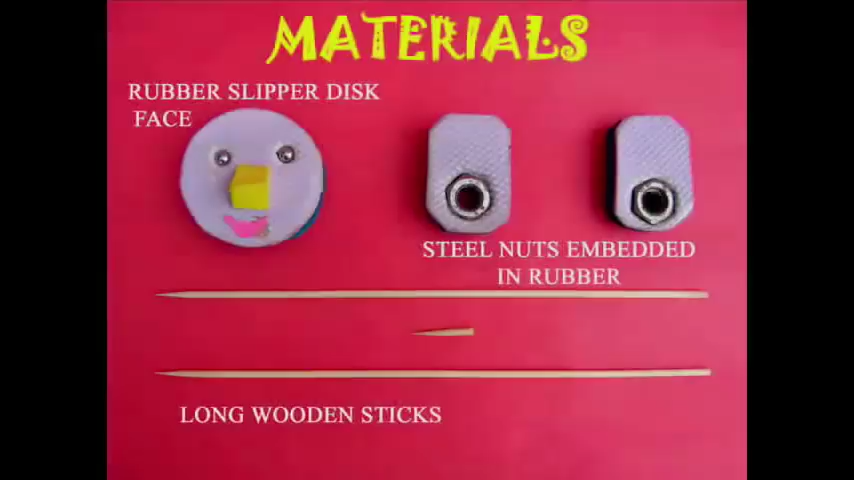 MATERIALS
RUBBER SLIPPER DISK
FACE
STEEL NUTS EMBEDDED
IN RUBBER
LONG WOODEN STICKS